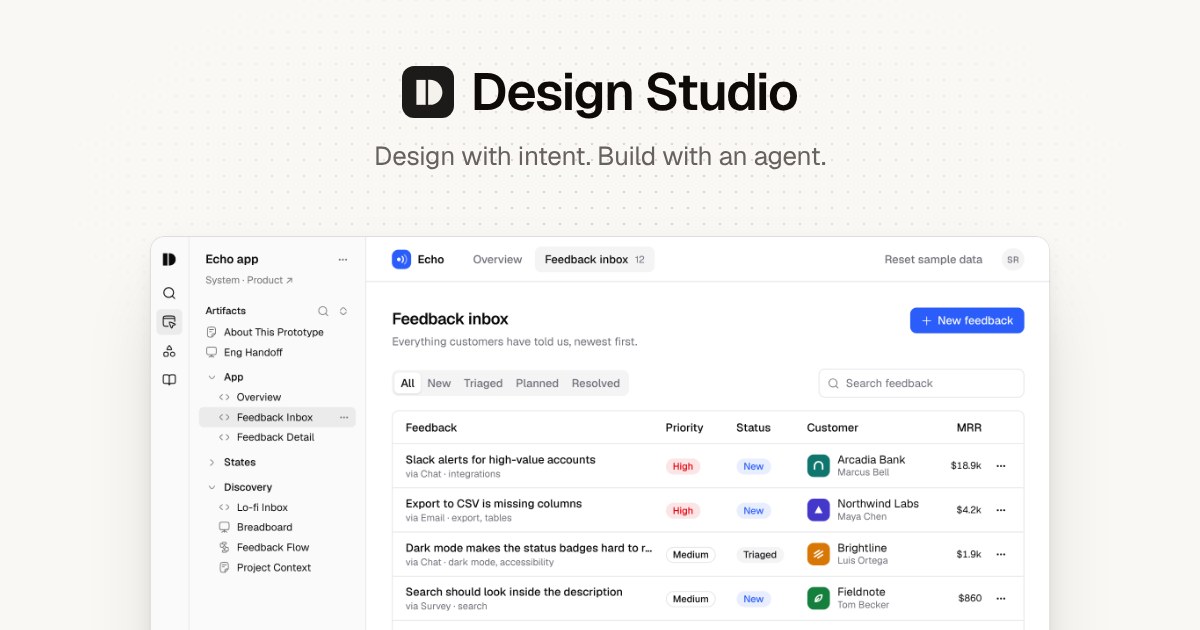 Design Studio
Design with intent. Build with an agent.
Echo app
System · Product ↗
Artifacts
About This Prototype
Eng Handoff
App
Overview
Feedback Inbox
Feedback Detail
States
Discovery
Lo-fi Inbox
Breadboard
Feedback Flow
Project Context
Echo
Overview
Feedback inbox 12
Reset sample data
SR
Feedback inbox
Everything customers have told us, newest first.
+ New feedback
All New Triaged Planned Resolved
Search feedback
Feedback Priority Status Customer MRR
Slack alerts for high-value accounts
via Chat · integrations
High
New
Arcadia Bank
Marcus Bell
$18.9k
Export to CSV is missing columns
via Email · export, tables
High
New
Northwind Labs
Maya Chen
$4.2k
Dark mode makes the status badges hard to r...
via Chat · dark mode, accessibility
Medium
Triaged
Brightline
Luis Ortega
$1.9k
Search should look inside the description
via Survey · search
Medium
New
Fieldnote
Tom Becker
$860